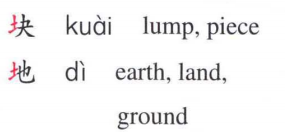 块 kuài lump, piece
地 dì earth, land,
ground